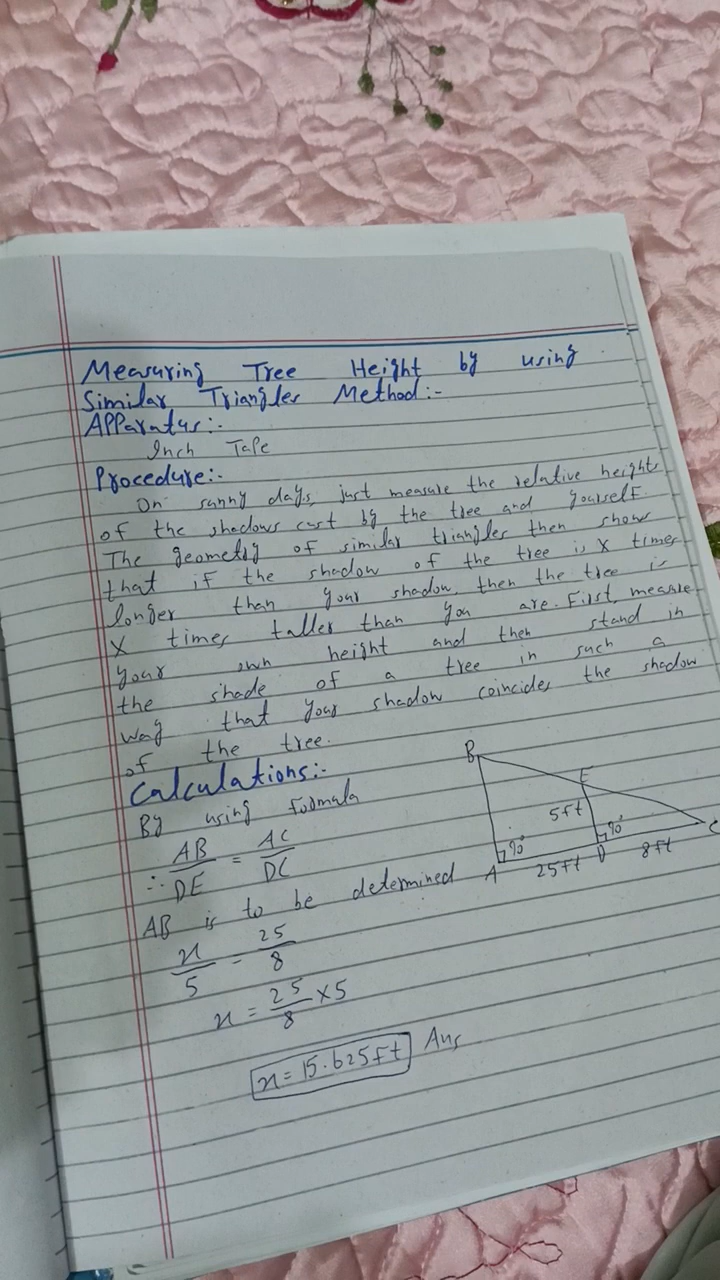 Measuring Tree Height by using
Similar Triangles Method:-
Apparatus:-
Inch Tape
Procedure:-
On sunny days, just measure the relative heights
of the shadows cast by the tree and yourself.
The geometry of similar triangles then shows
that if the shadow of the tree is X times
longer than your shadow, then the tree is
X times taller than you are. First, measure
your own height and then stand in
the shade of a tree in such a
way that your shadow coincides the shadow
of the tree.
Calculations:-
By using formula
∴ AB/DE = AC/DC
AB is to be determined
x/5 = 25/8
x = 25/8 × 5
x = 15.625ft Ans
B
E
5ft
90°
90°
A
25ft
D
8ft
C